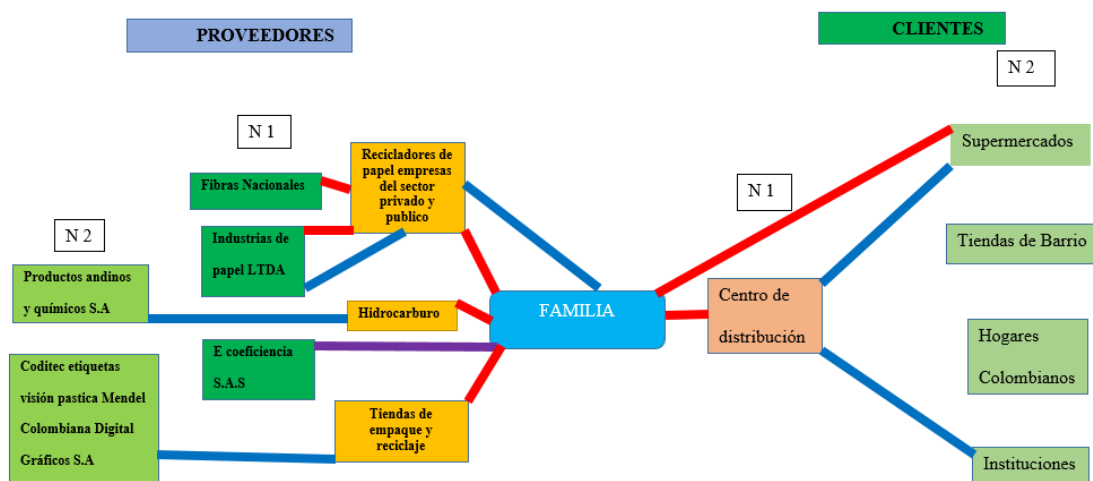 PROVEEDORES
CLIENTES
N 2
N 1
Recicladores de
papel empresas
del sector
privado y
publico
Supermercados
Fibras Nacionales
N 1
N 2
Industrias de
papel LTDA
Tiendas de Barrio
Productos andinos
y químicos S.A
Hidrocarburo
FAMILIA
Centro de
distribución
E coeficiencia
S.A.S
Hogares
Colombianos
Coditec etiquetas
visión pastica Mendel
Colombiana Digital
Gráficos S.A
Tiendas de
empaque y
reciclaje
Instituciones